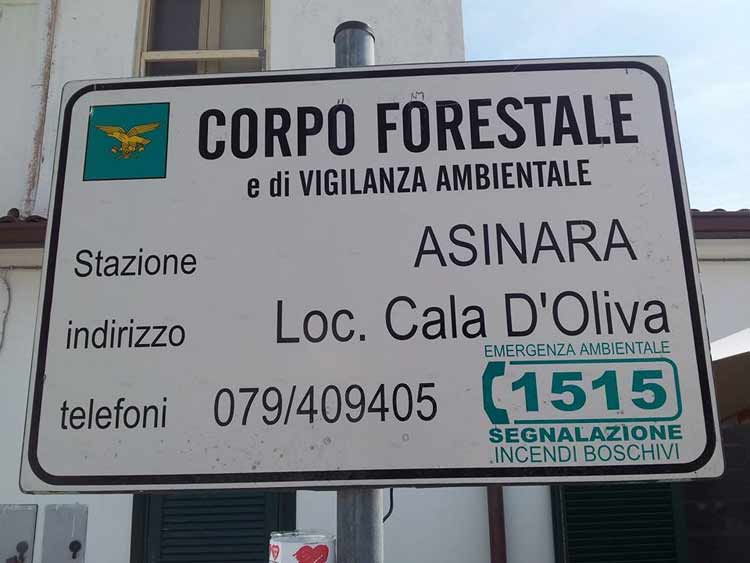 CORPO FORESTALE
e di VIGILANZA AMBIENTALE
Stazione ASINARA
indirizzo Loc. Cala D'Oliva
telefoni 079/409405
EMERGENZA AMBIENTALE
1515
SEGNALAZIONE
INCENDI BOSCHIVI